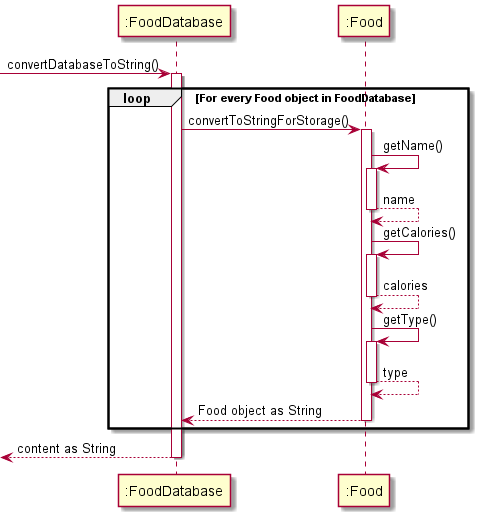 :FoodDatabase
:Food
convertDatabaseToString()
loop
[For every Food object in FoodDatabase]
convertToStringForStorage()
getName()
name
getCalories()
calories
getType()
type
Food object as String
content as String
:FoodDatabase
:Food